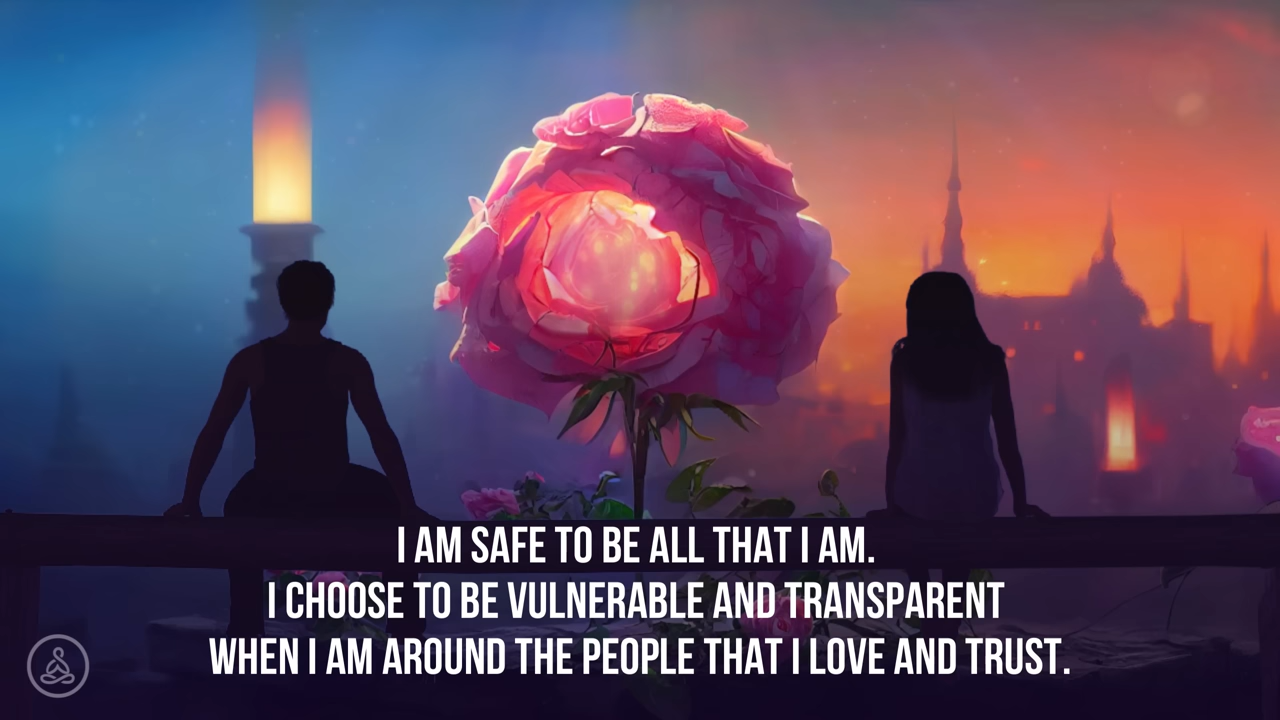 I AM SAFE TO BE ALL THAT I AM.
I CHOOSE TO BE VULNERABLE AND TRANSPARENT
WHEN I AM AROUND THE PEOPLE THAT I LOVE AND TRUST.